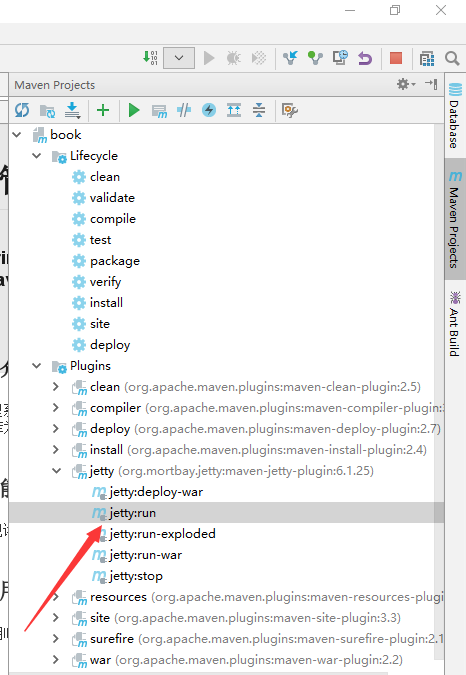 Maven Projects
book
Lifecycle
clean
validate
compile
test
package
verify
install
site
deploy
Plugins
clean (org.apache.maven.plugins:maven-clean-plugin:2.5)
compiler (org.apache.maven.plugins:maven-compiler-plugin:
deploy (org.apache.maven.plugins:maven-deploy-plugin:2.7)
install (org.apache.maven.plugins:maven-install-plugin:2.4)
jetty (org.mortbay.jetty:maven-jetty-plugin:6.1.25)
jetty:deploy-war
jetty:run
jetty:run-exploded
jetty:run-war
jetty:stop
resources (org.apache.maven.plugins:maven-resources-plugi
site (org.apache.maven.plugins:maven-site-plugin:3.3)
surefire (org.apache.maven.plugins:maven-surefire-plugin:2.1
war (org.apache.maven.plugins:maven-war-plugin:2.2)
Database
Maven Projects
Ant Build